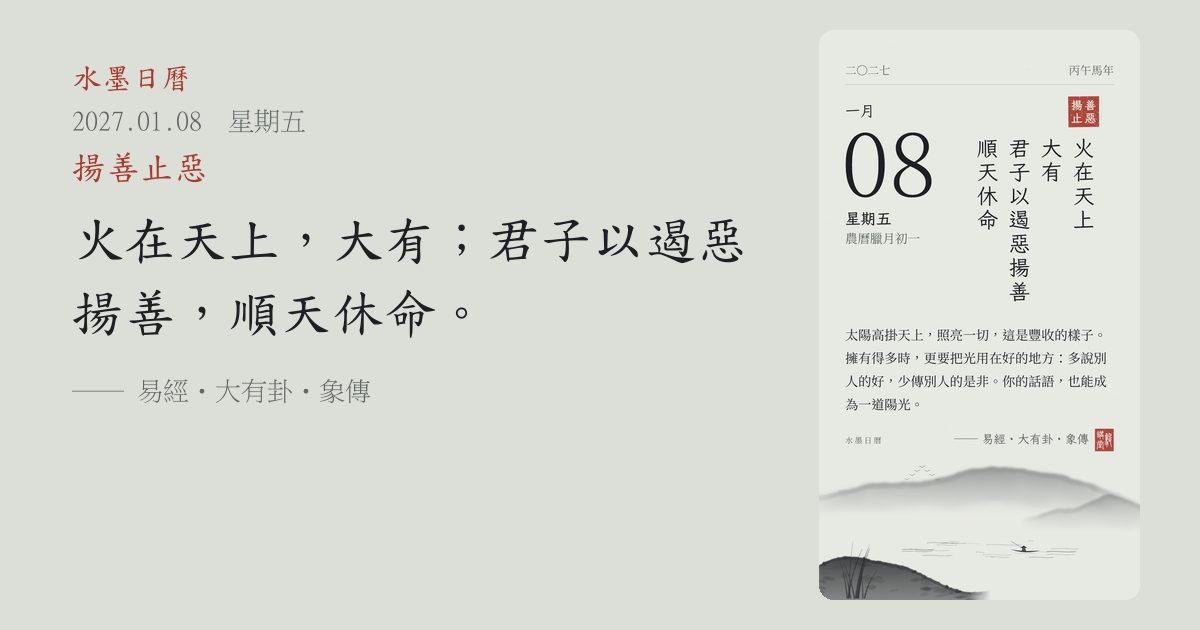 水墨日曆
2027.01.08 星期五
揚善止惡
火在天上，大有；君子以遏惡
揚善，順天休命。
—— 易經・大有卦・象傳
二〇二七
丙午馬年
一月
08
星期五
農曆臘月初一
揚善
止惡
火在天上
大有
君子以遏惡揚善
順天休命
太陽高掛天上，照亮一切，這是豐收的樣子。
擁有得多時，更要把光用在好的地方：多說別
人的好，少傳別人的是非。你的話語，也能成
為一道陽光。
水墨日曆
—— 易經・大有卦・象傳